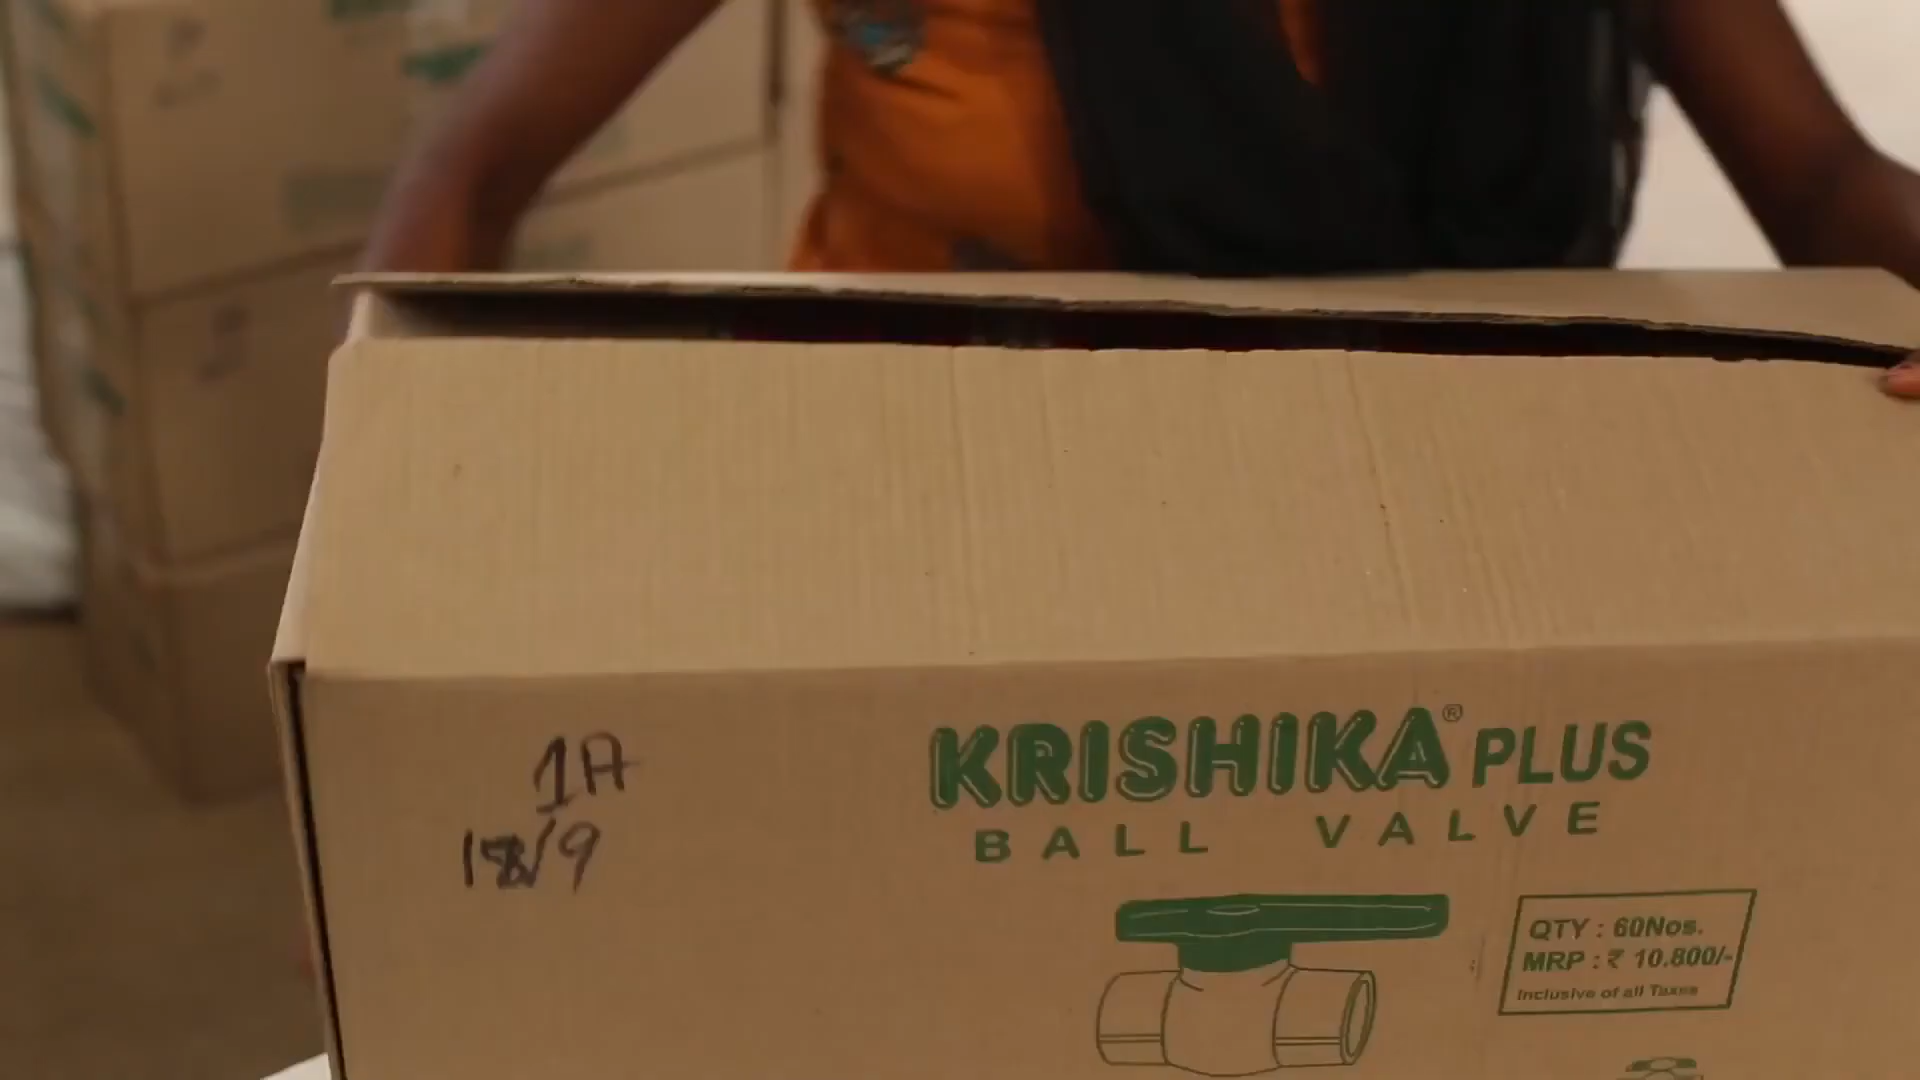 1A
18/9
KRISHIKA® PLUS
BALL VALVE
QTY : 60Nos.
MRP : ₹ 10.800/-
Inclusive of all Taxes